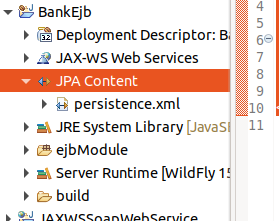 BankEjb
Deployment Descriptor: Ba
JAX-WS Web Services
JPA Content
persistence.xml
JRE System Library [JavaS
ejbModule
Server Runtime [WildFly 15
build
JAXWSSoapWebService
4
5
6
7
8
9
10
11